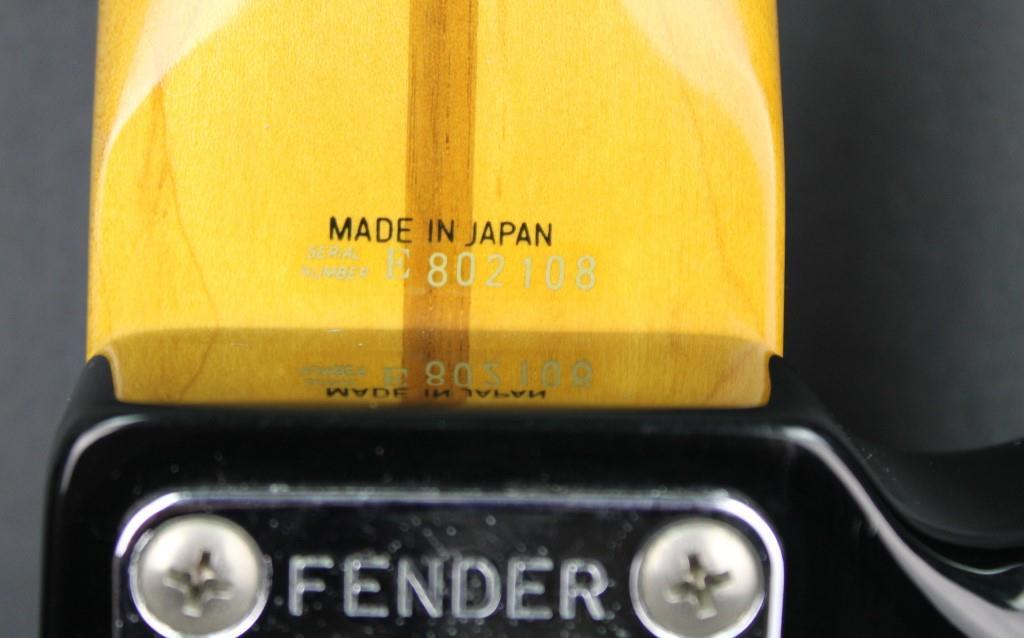 MADE IN JAPAN
SERIAL
NUMBER E 802108
FENDER